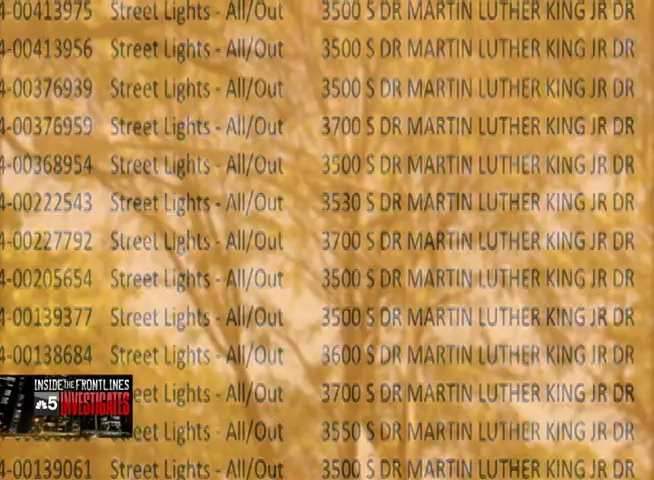 4-00413975 Street Lights - All/Out 3500 S DR MARTIN LUTHER KING JR DR
4-00413956 Street Lights - All/Out 3500 S DR MARTIN LUTHER KING JR DR
4-00376939 Street Lights - All/Out 3500 S DR MARTIN LUTHER KING JR DR
4-00376959 Street Lights - All/Out 3700 S DR MARTIN LUTHER KING JR DR
4-00368954 Street Lights - All/Out 3500 S DR MARTIN LUTHER KING JR DR
4-00222543 Street Lights - All/Out 3530 S DR MARTIN LUTHER KING JR DR
4-00227792 Street Lights - All/Out 3700 S DR MARTIN LUTHER KING JR DR
4-00205654 Street Lights - All/Out 3500 S DR MARTIN LUTHER KING JR DR
4-00139377 Street Lights - All/Out 3500 S DR MARTIN LUTHER KING JR DR
4-00138684 Street Lights - All/Out 3600 S DR MARTIN LUTHER KING JR DR
eet Lights - All/Out 3700 S DR MARTIN LUTHER KING JR DR
eet Lights - All/Out 3550 S DR MARTIN LUTHER KING JR DR
4-00139061 Street Lights - All/Out 3500 S DR MARTIN LUTHER KING JR DR
INSIDE THE FRONTLINES
5 INVESTIGATES